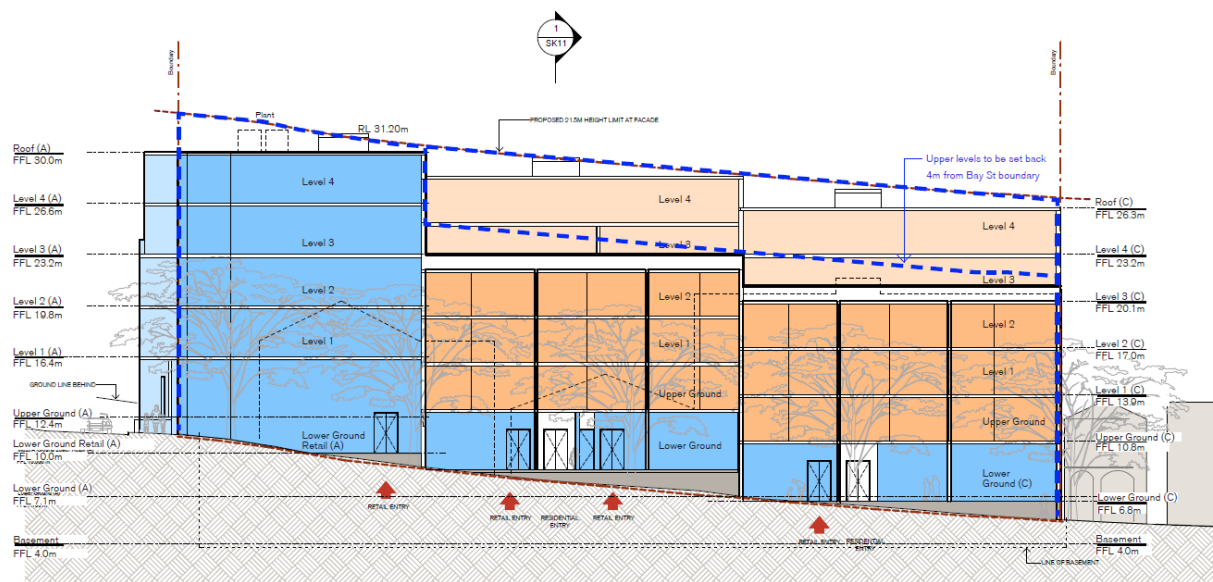 1
SK11
Boundary
Boundary
Plant
RL 31.20m
PROPOSED 21.5M HEIGHT LIMIT AT FACADE
Upper levels to be set back
4m from Bay St boundary
Roof (A)
FFL 30.0m
Level 4 (A)
FFL 26.6m
Level 3 (A)
FFL 23.2m
Level 2 (A)
FFL 19.8m
Level 1 (A)
FFL 16.4m
GROUND LINE BEHIND
Upper Ground (A)
FFL 12.4m
Lower Ground Retail (A)
FFL 10.0m
Lower Ground (A)
FFL 7.1m
Basement
FFL 4.0m
Level 4
Level 3
Level 2
Level 1
Lower Ground
Retail (A)
Level 4
Level 3
Level 2
Level 1
Upper Ground
Lower Ground
Level 4
Level 3
Level 2
Level 1
Upper Ground
Lower
Ground (C)
Roof (C)
FFL 26.3m
Level 4 (C)
FFL 23.2m
Level 3 (C)
FFL 20.1m
Level 2 (C)
FFL 17.0m
Level 1 (C)
FFL 13.9m
Upper Ground (C)
FFL 10.8m
Lower Ground (C)
FFL 6.8m
Basement
FFL 4.0m
RETAIL ENTRY
RETAIL ENTRY
RESIDENTIAL
ENTRY
RETAIL ENTRY
RETAIL ENTRY
RESIDENTIAL
ENTRY
LINE OF BASEMENT